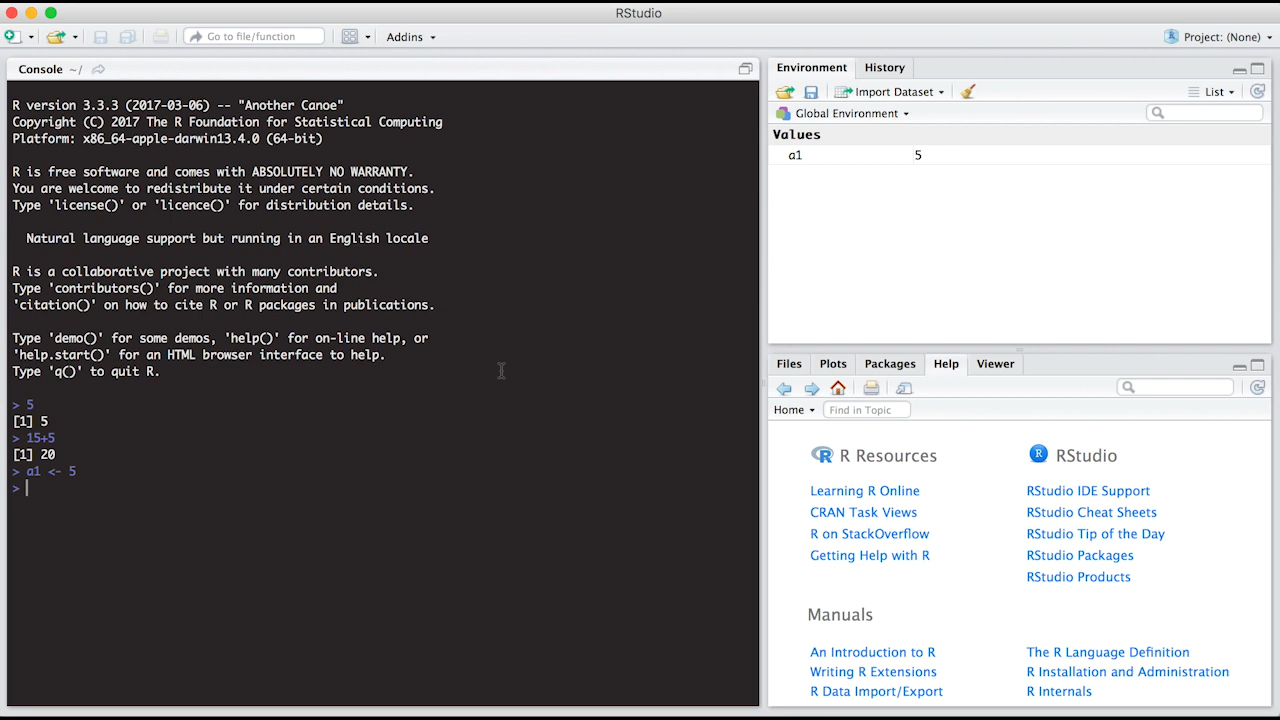 RStudio
Go to file/function
Addins
Project: (None)
Console ~/
R version 3.3.3 (2017-03-06) -- "Another Canoe"
Copyright (C) 2017 The R Foundation for Statistical Computing
Platform: x86_64-apple-darwin13.4.0 (64-bit)
R is free software and comes with ABSOLUTELY NO WARRANTY.
You are welcome to redistribute it under certain conditions.
Type 'license()' or 'licence()' for distribution details.
Natural language support but running in an English locale
R is a collaborative project with many contributors.
Type 'contributors()' for more information and
'citation()' on how to cite R or R packages in publications.
Type 'demo()' for some demos, 'help()' for on-line help, or
'help.start()' for an HTML browser interface to help.
Type 'q()' to quit R.
> 5
[1] 5
> 15+5
[1] 20
> a1 <- 5
>
Environment History
Import Dataset List
Global Environment
Values
a1 5
Files Plots Packages Help Viewer
Home Find in Topic
R Resources
Learning R Online
CRAN Task Views
R on StackOverflow
Getting Help with R
R RStudio
RStudio IDE Support
RStudio Cheat Sheets
RStudio Tip of the Day
RStudio Packages
RStudio Products
Manuals
An Introduction to R
Writing R Extensions
R Data Import/Export
The R Language Definition
R Installation and Administration
R Internals